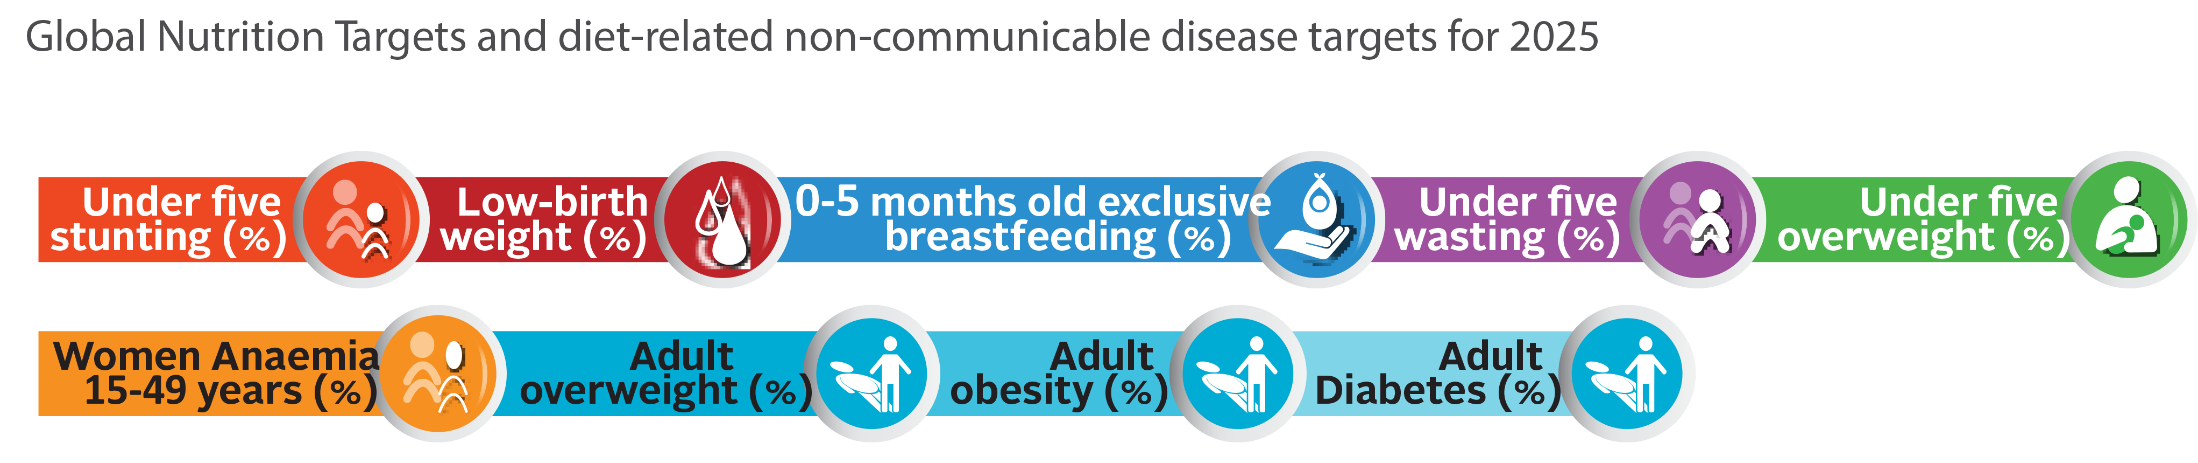 Global Nutrition Targets and diet-related non-communicable disease targets for 2025
Under five
stunting (%)
Low-birth
weight (%)
0-5 months old exclusive
breastfeeding (%)
Under five
wasting (%)
Under five
overweight (%)
Women Anaemia
15-49 years (%)
Adult
overweight (%)
Adult
obesity (%)
Adult
Diabetes (%)